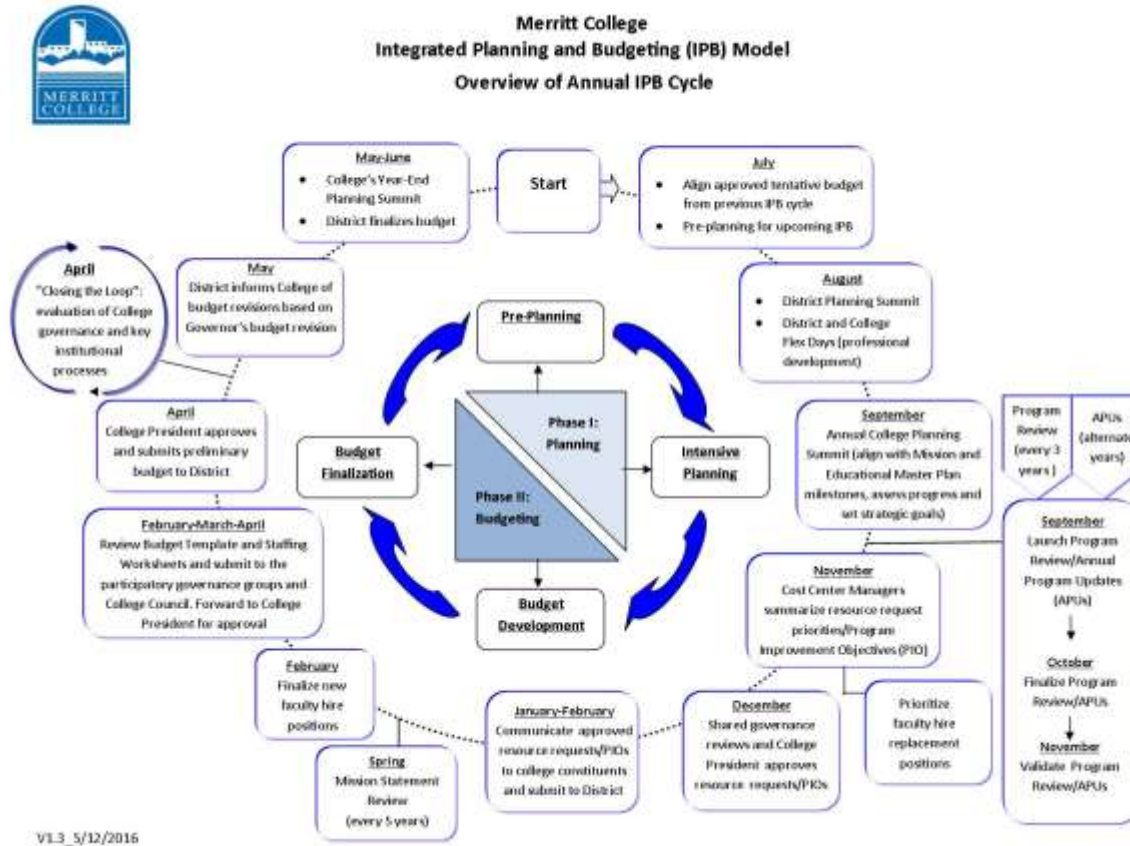 MERRITT
COLLEGE
Merritt College
Integrated Planning and Budgeting (IPB) Model
Overview of Annual IPB Cycle
Start
July
• Align approved tentative budget
from previous IPB cycle
• Pre-planning for upcoming IPB
August
• District Planning Summit
• District and College
Flex Days (professional
development)
September
Annual College Planning
Summit (align with Mission and
Educational Master Plan
milestones, assess progress and
set strategic goals)
Program
Review
(every 3
years )
APUs
(alternate
years)
September
Launch Program
Review/Annual
Program Updates
(APUs)
October
Finalize Program
Review/APUs
November
Validate Program
Review/APUs
November
Cost Center Managers
summarize resource request
priorities/Program
Improvement Objectives (PIO)
Prioritize
faculty hire
replacement
positions
December
Shared governance
reviews and College
President approves
resource requests/PIOs
January-February
Communicate approved
resource requests/PIOs
to college constituents
and submit to District
Spring
Mission Statement
Review
(every 5 years)
February
Finalize new
faculty hire
positions
February-March-April
Review Budget Template and Staffing
Worksheets and submit to the
participatory governance groups and
College Council. Forward to College
President for approval
April
College President approves
and submits preliminary
budget to District
April
"Closing the Loop":
evaluation of College
governance and key
institutional
processes
May
District informs College of
budget revisions based on
Governor's budget revision
May-June
• College's Year-End
Planning Summit
• District finalizes budget
Pre-Planning
Phase I:
Planning
Intensive
Planning
Phase II:
Budgeting
Budget
Development
Budget
Finalization
V1.3_5/12/2016